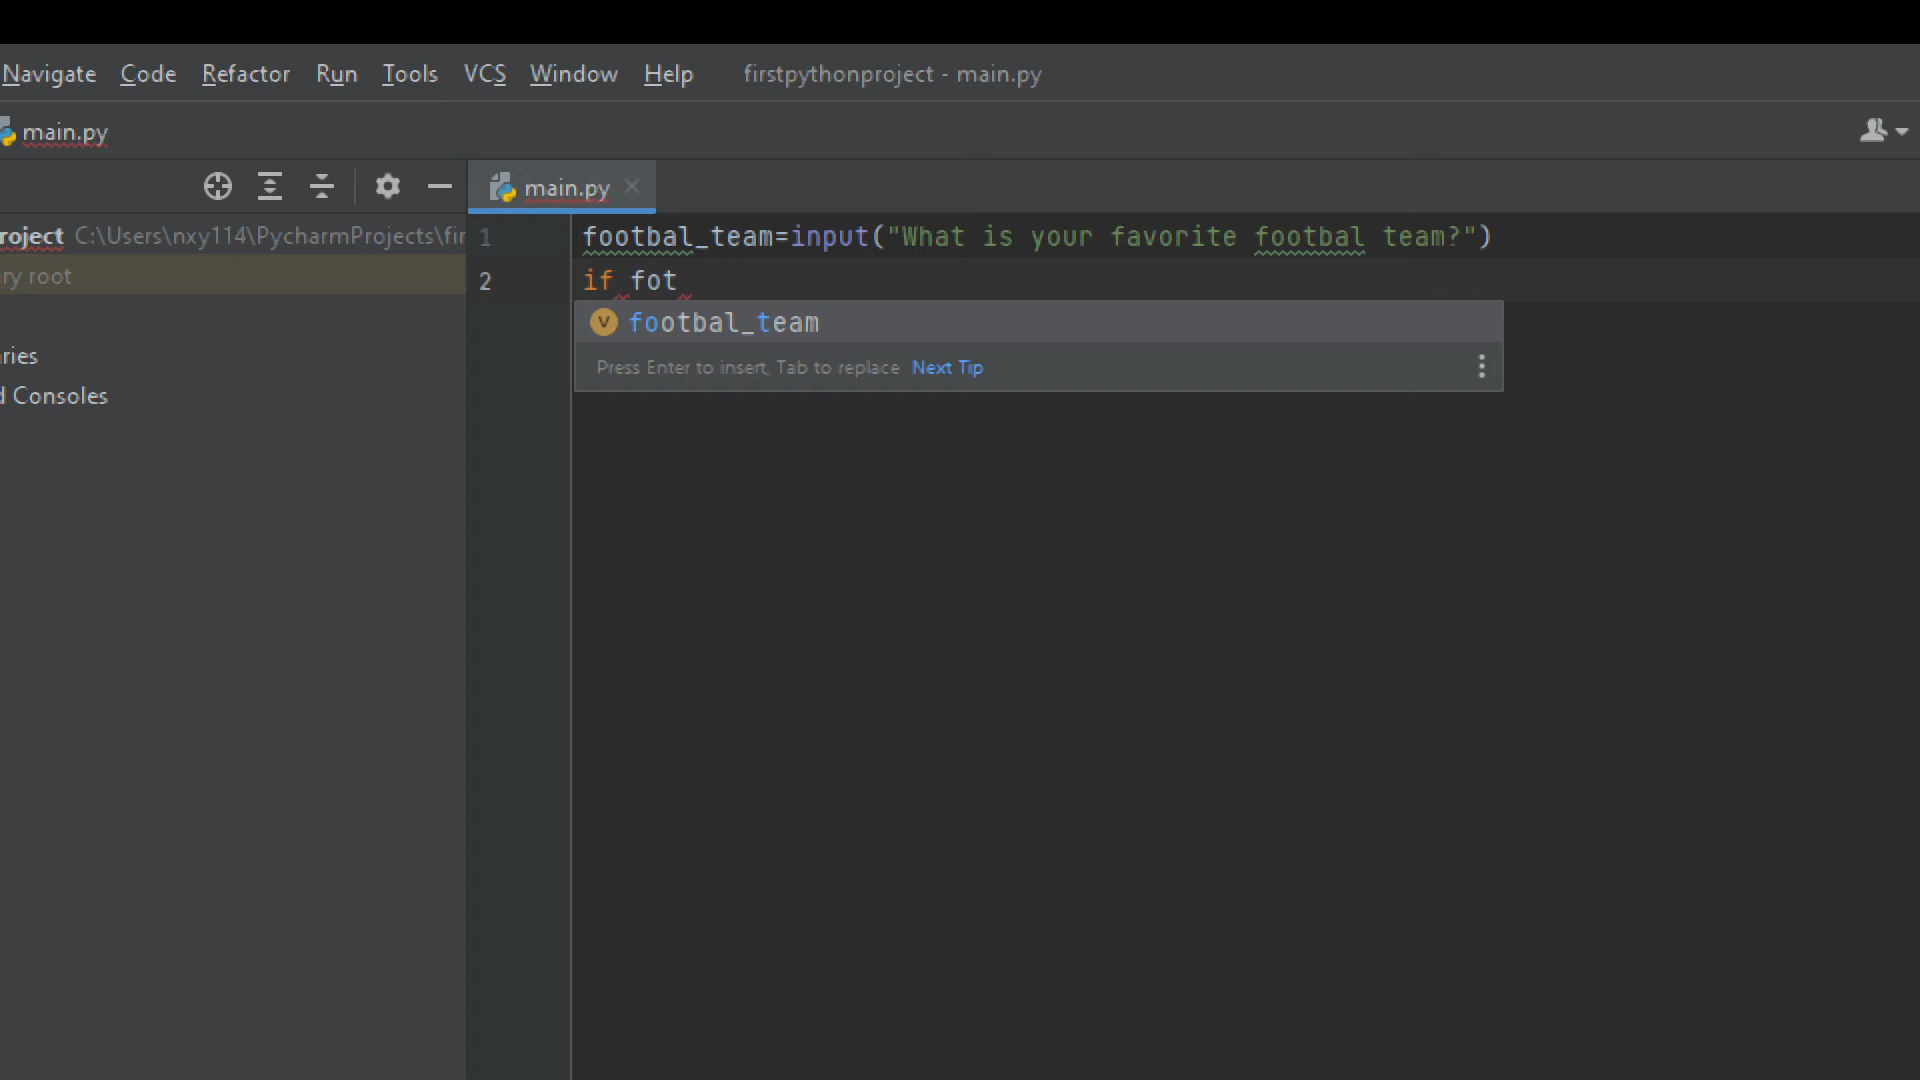 Navigate Code Refactor Run Tools VCS Window Help firstpythonproject - main.py
main.py
main.py
roject C:\Users\nxy114\PycharmProjects\fir
ry root
ries
d Consoles
1 footbal_team=input("What is your favorite footbal team?")
2 if fot
V footbal_team
Press Enter to insert, Tab to replace Next Tip